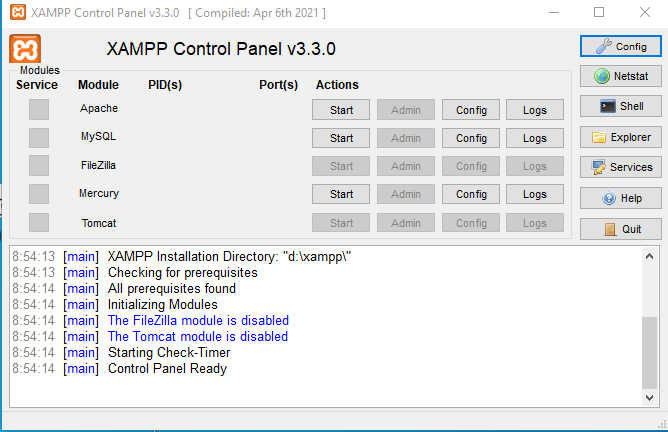 XAMPP Control Panel v3.3.0 [ Compiled: Apr 6th 2021 ]
XAMPP Control Panel v3.3.0
Config
Modules
Service Module PID(s) Port(s) Actions
Apache Start Admin Config Logs
MySQL Start Admin Config Logs
FileZilla Start Admin Config Logs
Mercury Start Admin Config Logs
Tomcat Start Admin Config Logs
Netstat
Shell
Explorer
Services
Help
Quit
8:54:13 [main] XAMPP Installation Directory: "d:\xampp\"
8:54:13 [main] Checking for prerequisites
8:54:14 [main] All prerequisites found
8:54:14 [main] Initializing Modules
8:54:14 [main] The FileZilla module is disabled
8:54:14 [main] The Tomcat module is disabled
8:54:14 [main] Starting Check-Timer
8:54:14 [main] Control Panel Ready